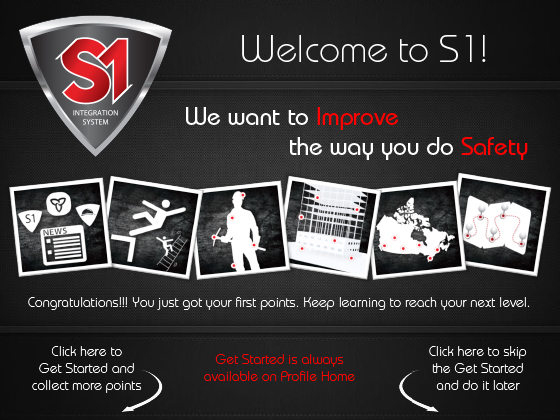 S1
INTEGRATION
SYSTEM
Welcome to S1!
We want to Improve
the way you do Safety
S1
NEWS
Congratulations!!! You just got your first points. Keep learning to reach your next level.
Click here to
Get Started and
collect more points
Get Started is always
available on Profile Home
Click here to skip
the Get Started
and do it later